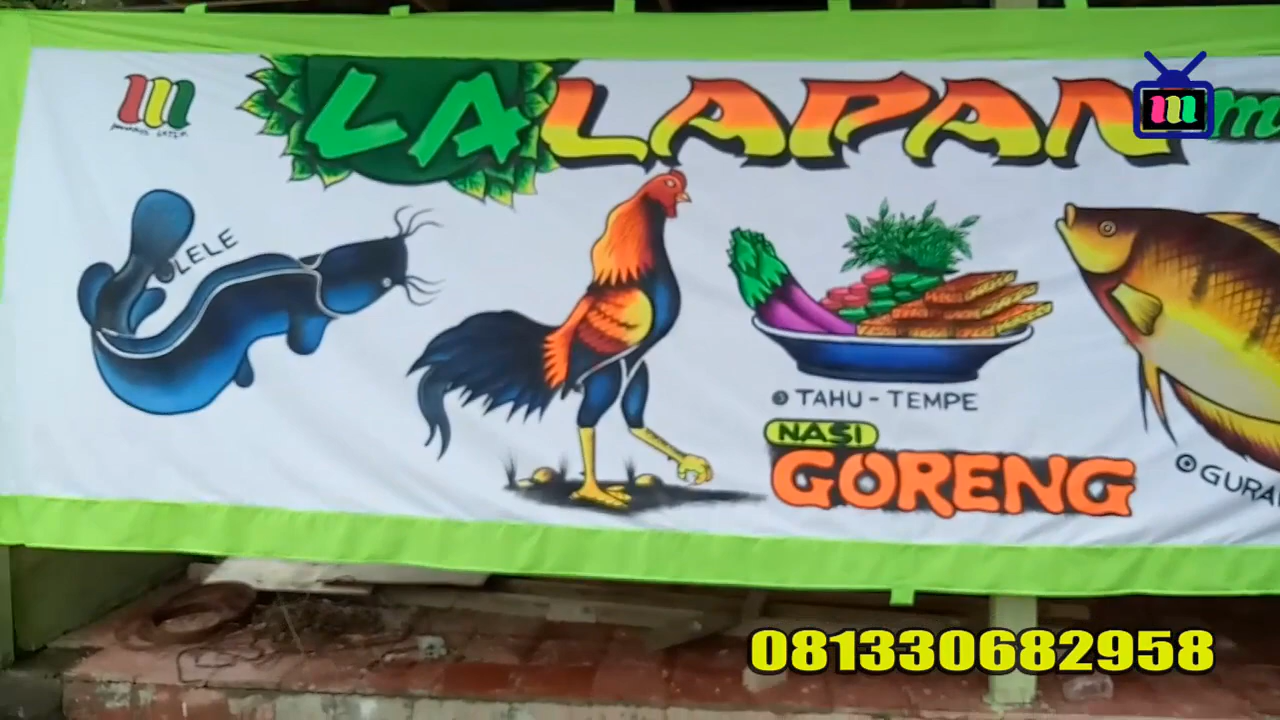 LALAPAN m
LELE
TAHU - TEMPE
NASI
GORENG
GURA
081330682958